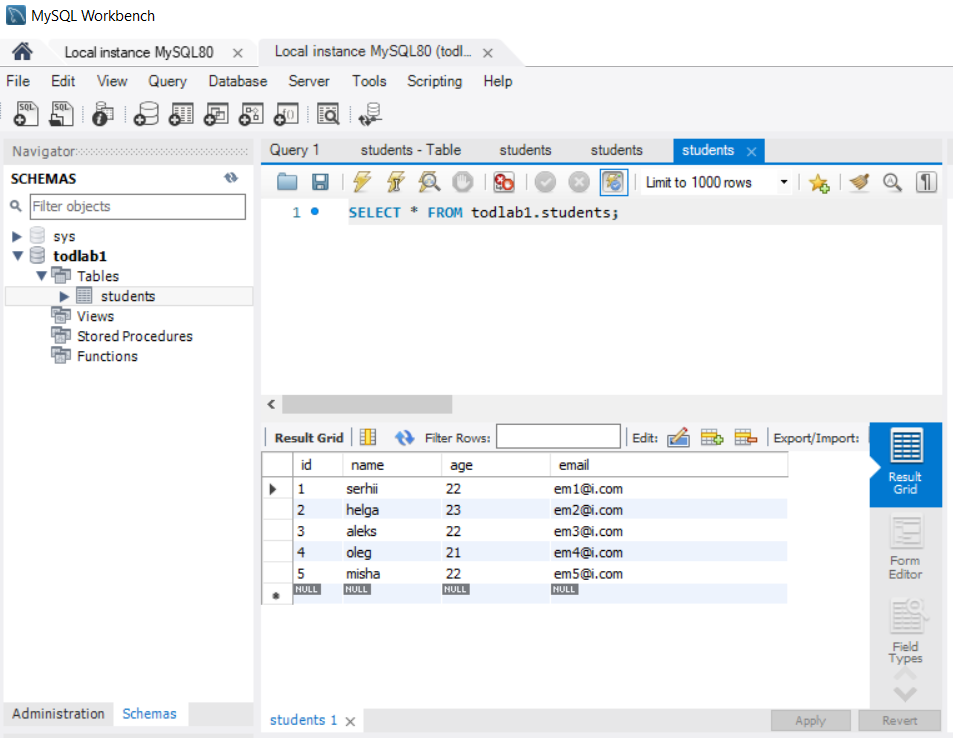 MySQL Workbench
Local instance MySQL80
Local instance MySQL80 (todl...
File Edit View Query Database Server Tools Scripting Help
SQL SQL
Navigator
Query 1 students - Table students students students
SCHEMAS
Limit to 1000 rows
Filter objects
1 SELECT * FROM todlab1.students;
sys
todlab1
Tables
students
Views
Stored Procedures
Functions
Result Grid Filter Rows: Edit: Export/Import:
id name age email
1 serhii 22 em1@i.com
2 helga 23 em2@i.com
3 aleks 22 em3@i.com
4 oleg 21 em4@i.com
5 misha 22 em5@i.com
NULL NULL NULL NULL
Result
Grid
Form
Editor
Field
Types
Administration Schemas
students 1
Apply Revert